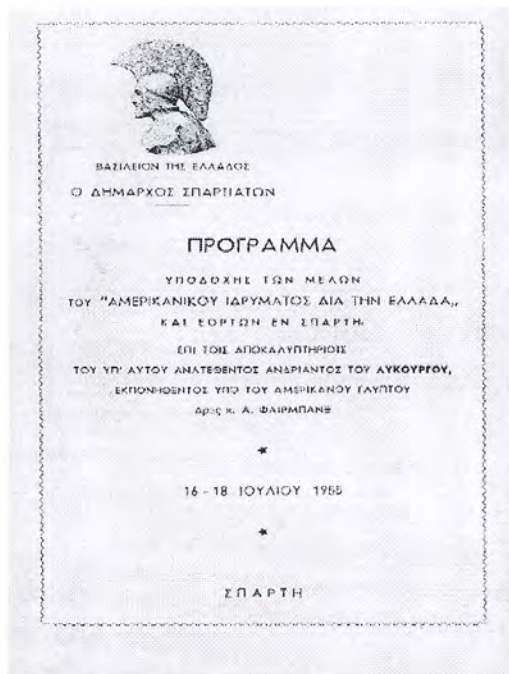 ΒΑΣΙΛΕΙΟΝ ΤΗΣ ΕΛΛΑΔΟΣ
Ο ΔΗΜΑΡΧΟΣ ΣΠΑΡΤΙΑΤΩΝ
ΠΡΟΓΡΑΜΜΑ
ΥΠΟΔΟΧΗΣ ΤΩΝ ΜΕΛΩΝ
ΤΟΥ "ΑΜΕΡΙΚΑΝΙΚΟΥ ΙΔΡΥΜΑΤΟΣ ΔΙΑ ΤΗΝ ΕΛΛΑΔΑ„
ΚΑΙ ΕΟΡΤΩΝ ΕΝ ΣΠΑΡΤΗ,
ΕΠΙ ΤΟΙΣ ΑΠΟΚΑΛΥΠΤΗΡΙΟΙΣ
ΤΟΥ ΥΠ' ΑΥΤΟΥ ΑΝΑΤΕΘΕΝΤΟΣ ΑΝΔΡΙΑΝΤΟΣ ΤΟΥ ΛΥΚΟΥΡΓΟΥ,
ΕΚΠΟΝΗΘΕΝΤΟΣ ΥΠΟ ΤΟΥ ΑΜΕΡΙΚΑΝΟΥ ΓΛΥΠΤΟΥ
κ. Α. ΦΑΙΡΜΠΑΝΞ
★
16 - 18 ΙΟΥΛΙΟΥ 1955
★
ΣΠΑΡΤΗ